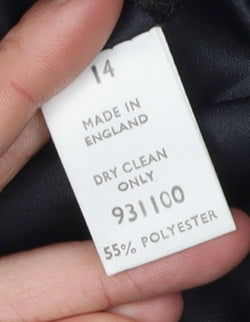 14
MADE IN
ENGLAND
DRY CLEAN
ONLY
931100
55% POLYESTER